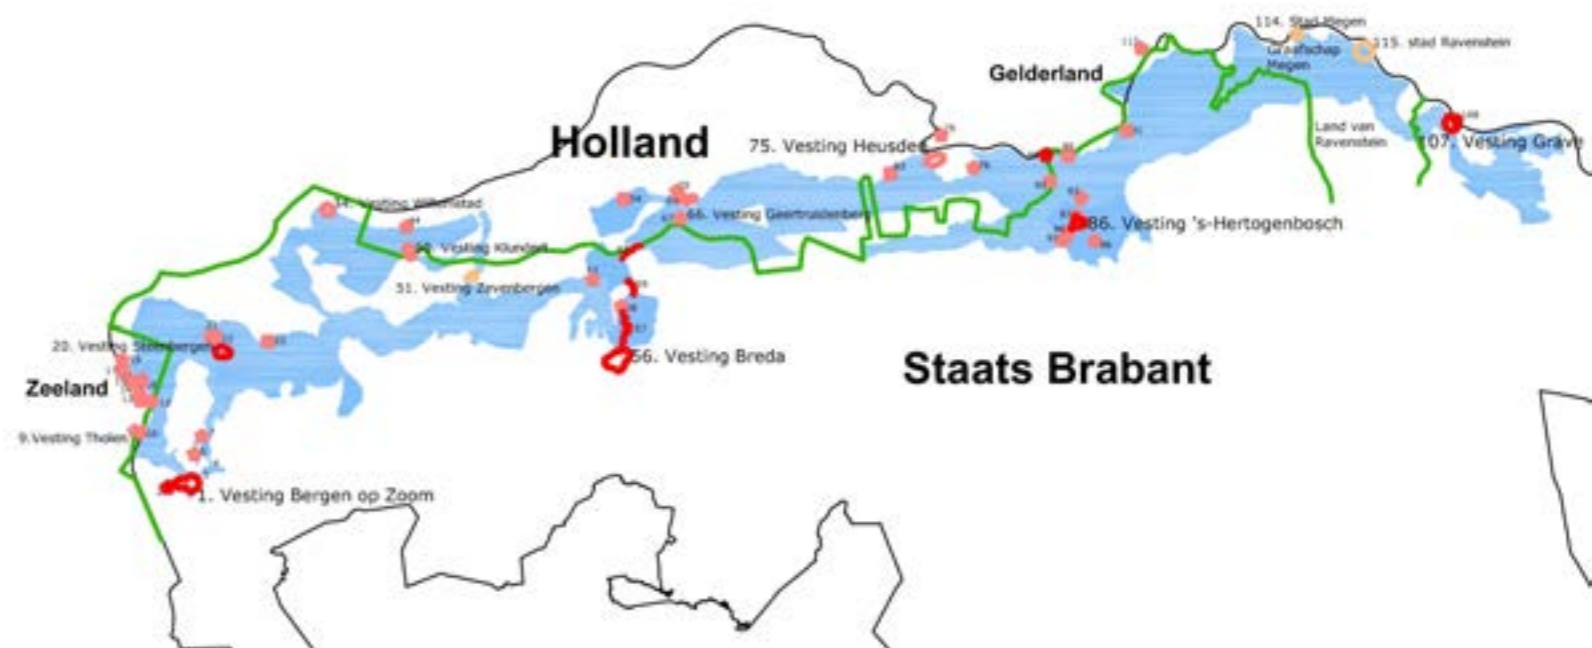 114. Stad Megen
115. stad Ravenstein
Graafschap
Megen
Gelderland
Holland
75. Vesting Heusden
Land van
Ravenstein
107. Vesting Grave
34. Vesting Willemstad
66. Vesting Geertruidenberg
86. Vesting 's-Hertogenbosch
Vesting Klundert
51. Vesting Zevenbergen
20. Vesting Steenbergen
56. Vesting Breda
Staats Brabant
Zeeland
9.Vesting Tholen
1. Vesting Bergen op Zoom